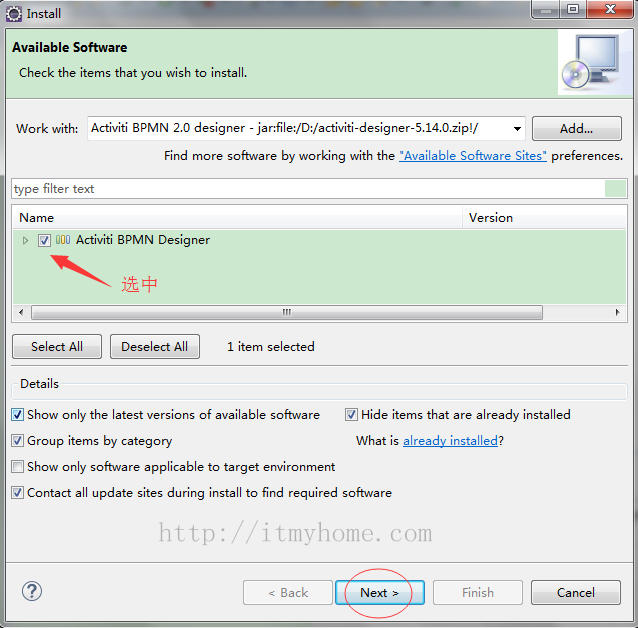 Install
Available Software
Check the items that you wish to install.
Work with: Activiti BPMN 2.0 designer - jar:file:/D:/activiti-designer-5.14.0.zip!/ Add...
Find more software by working with the "Available Software Sites" preferences.
type filter text
Name Version
Activiti BPMN Designer
选中
Select All Deselect All 1 item selected
Details
Show only the latest versions of available software Hide items that are already installed
Group items by category What is already installed?
Show only software applicable to target environment
Contact all update sites during install to find required software
http://itmyhome.com
? < Back Next > Finish Cancel